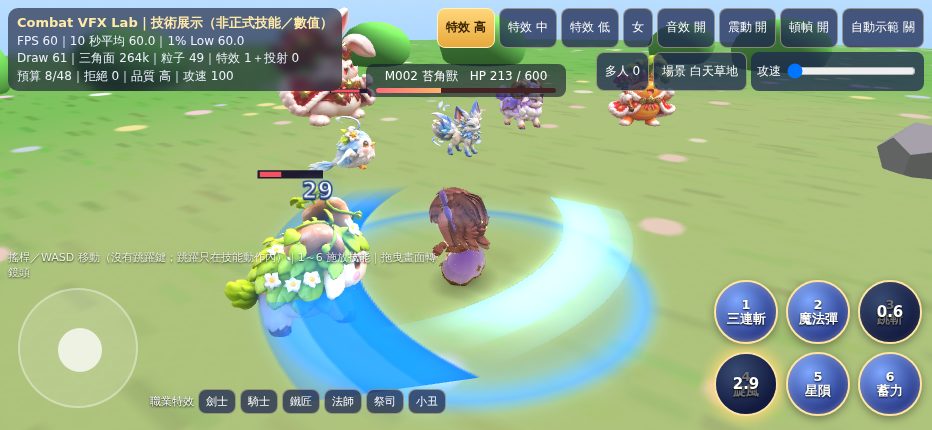 Combat VFX Lab｜技術展示（非正式技能／數值）
FPS 60｜10 秒平均 60.0｜1% Low 60.0
Draw 61｜三角面 264k｜粒子 49｜特效 1＋投射 0
預算 8/48｜拒絕 0｜品質 高｜攻速 100
特效 高
特效 中
特效 低
女
音效 開
震動 開
頓幀 開
自動示範 關
多人 0
場景 白天草地
攻速
M002 苔角獸 HP 213 / 600
29
搖桿／WASD 移動（沒有跳躍鍵；跳躍只在技能動作內）｜1～6 施放技能｜拖曳畫面轉
鏡頭
1
三連斬
2
魔法彈
0.6
2.9
5
星隕
6
蓄力
職業特效
劍士
騎士
鐵匠
法師
祭司
小丑